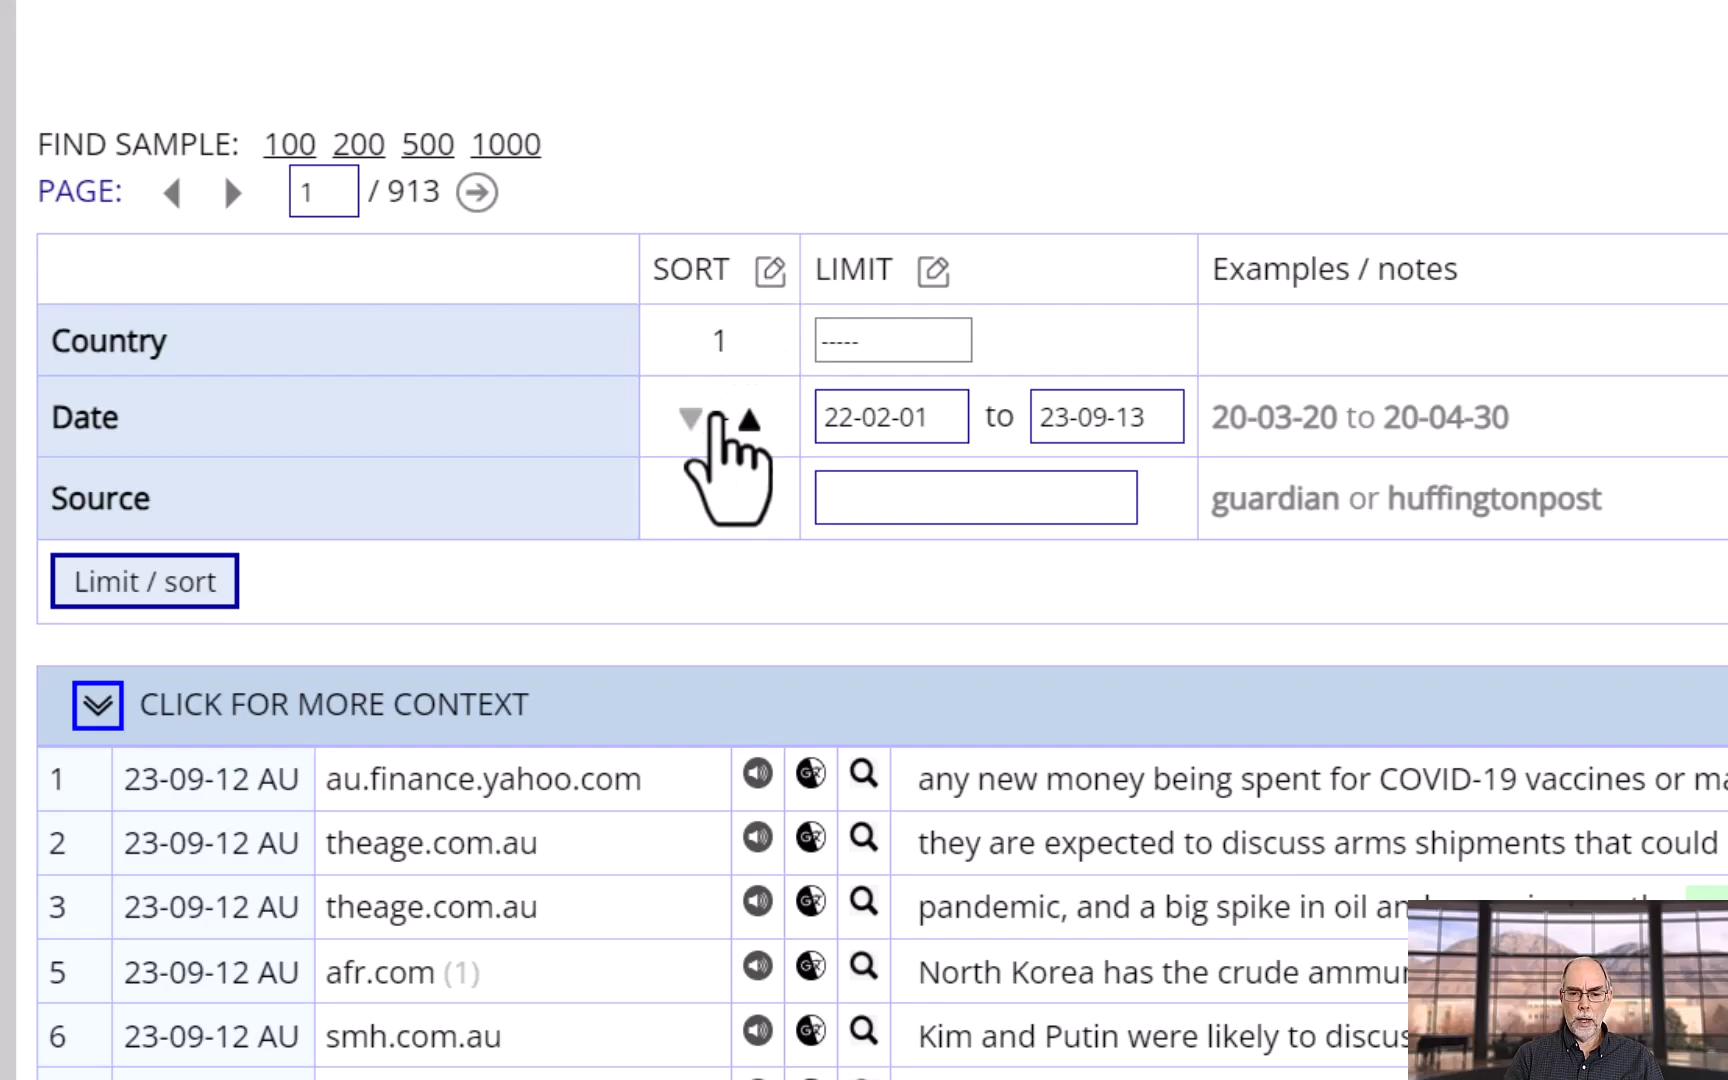 FIND SAMPLE: 100 200 500 1000
PAGE: 1 / 913
SORT LIMIT Examples / notes
Country 1 -----
Date 22-02-01 to 23-09-13 20-03-20 to 20-04-30
Source guardian or huffingtonpost
Limit / sort
CLICK FOR MORE CONTEXT
1 23-09-12 AU au.finance.yahoo.com any new money being spent for COVID-19 vaccines or
2 23-09-12 AU theage.com.au they are expected to discuss arms shipments that could
3 23-09-12 AU theage.com.au pandemic, and a big spike in oil
5 23-09-12 AU afr.com (1) North Korea has the crude
6 23-09-12 AU smh.com.au Kim and Putin were likely to